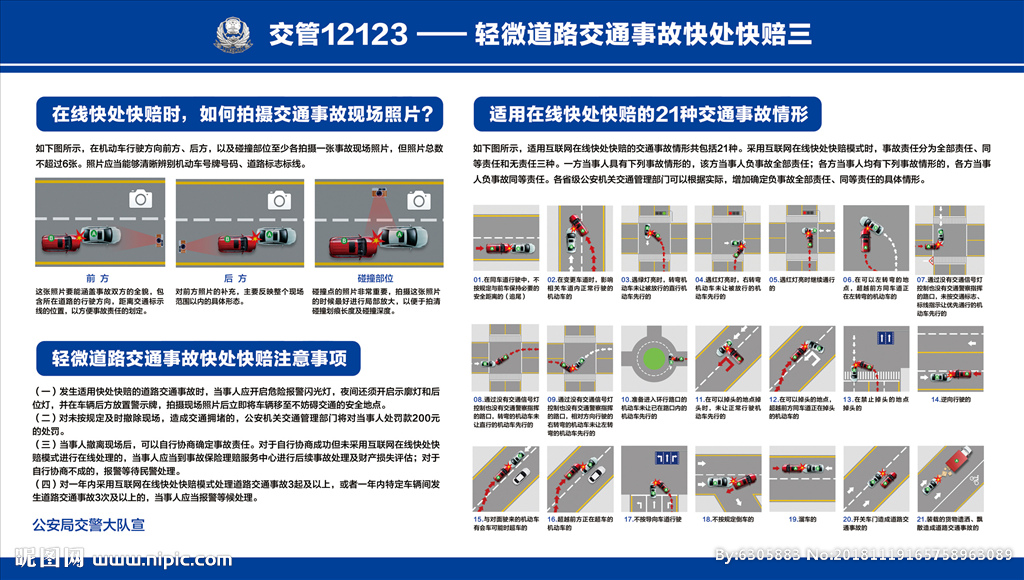 交管12123 —— 轻微道路交通事故快处快赔三
在线快处快赔时，如何拍摄交通事故现场照片？
如下图所示，在机动车行驶方向前方、后方，以及碰撞部位至少各拍摄一张事故现场照片，但照片总数
不超过6张。照片应当能够清晰辨别机动车号牌号码、道路标志标线。
前 方
这张照片要能涵盖事故双方的全貌，包
含所在道路的行驶方向，距离交通标示
线的位置，以方便事故责任的划定。
后 方
对前方照片的补充，主要反映整个现场
范围以内的具体形态。
碰撞部位
碰撞点的照片非常重要，拍摄这张照片
的时候最好进行局部放大，以便于拍清
碰撞划痕长度及碰撞深度。
轻微道路交通事故快处快赔注意事项
（一）发生适用快处快赔的道路交通事故时，当事人应开启危险报警闪光灯，夜间还须开启示廓灯和后
位灯，并在车辆后方放置警示牌，拍摄现场照片后立即将车辆移至不妨碍交通的安全地点。
（二）对未按规定及时撤除现场，造成交通拥堵的，公安机关交通管理部门将对当事人处罚款200元
的处罚。
（三）当事人撤离现场后，可以自行协商确定事故责任。对于自行协商成功但未采用互联网在线快处快
赔模式进行在线处理的，当事人应当到事故保险理赔服务中心进行后续事故处理及财产损失评估；对于
自行协商不成的，报警等待民警处理。
（四）对一年内采用互联网在线快处快赔模式处理道路交通事故3起及以上，或者一年内特定车辆间发
生道路交通事故3次及以上的，当事人应当报警等候处理。
公安局交警大队宣
适用在线快处快赔的21种交通事故情形
如下图所示，适用互联网在线快处快赔的交通事故情形共包括21种。采用互联网在线快处快赔模式时，事故责任分为全部责任、同
等责任和无责任三种。一方当事人具有下列事故情形的，该方当事人负事故全部责任；各方当事人均有下列事故情形的，各方当事
人负事故同等责任。各省级公安机关交通管理部门可以根据实际，增加确定负事故全部责任、同等责任的具体情形。
01.在同车道行驶中，不
按规定与前车保持必要的
安全距离的（追尾）
02.在变更车道时，影响
相关车道内正常行驶的
机动车的
03.遇绿灯亮时，转弯机
动车未让被放行的直行机
动车先行的
04.遇红灯亮时，右转弯
机动车未让被放行的机
动车先行的
05.遇红灯亮时继续通行
的
06.在可以左转弯的地
点，超越前方同车道正
在左转弯的机动车的
07.通过没有交通信号灯
控制也没有交通警察指挥
的路口，未按交通标志、
标线指示让优先通行的机
动车先行的
08.通过没有交通信号灯
控制也没有交通警察指挥
的路口，转弯的机动车未
让直行的机动车先行的
09.通过没有交通信号灯
控制也没有交通警察指挥
的路口，相对方向行驶的
右转弯的机动车未让左转
弯的机动车先行的
10.准备进入环行路口的
机动车未让已在路口内的
机动车先行的
11.在可以掉头的地点掉
头时，未让正常行驶机
动车先行的
12.在可以掉头的地点，
超越前方同车道正在掉头
的机动车的
13.在禁止掉头的地点
掉头的
14.逆向行驶的
15.与对面驶来的机动车
有会车可能时超车的
16.超越前方正在超车的
机动车的
17.不按导向车道行驶
18.不按规定倒车的
19.溜车的
20.开关车门造成道路交
通事故的
21.装载的货物遗洒、飘
散造成道路交通事故的
昵图网 www.nipic.com
By:6305883 No.20181119165758963089